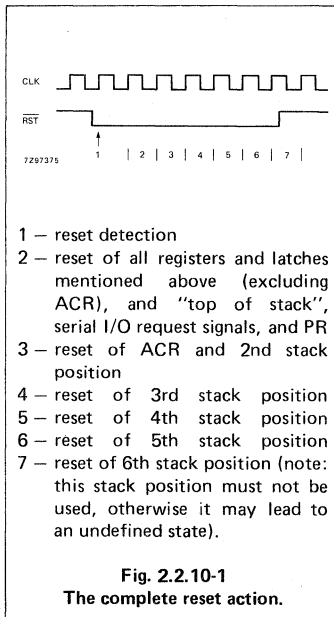 CLK
RST
7Z97375
1 | 2 | 3 | 4 | 5 | 6 | 7 |
1 – reset detection
2 – reset of all registers and latches
mentioned above (excluding
ACR), and "top of stack",
serial I/O request signals, and PR
3 – reset of ACR and 2nd stack
position
4 – reset of 3rd stack position
5 – reset of 4th stack position
6 – reset of 5th stack position
7 – reset of 6th stack position (note:
this stack position must not be
used, otherwise it may lead to
an undefined state).
Fig. 2.2.10-1
The complete reset action.